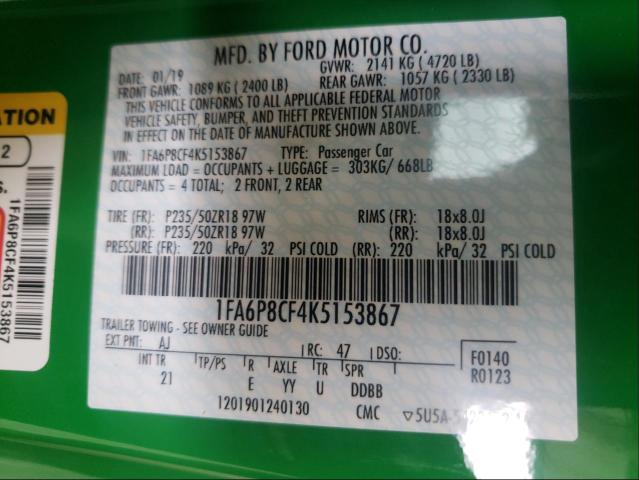 MFD. BY FORD MOTOR CO.
DATE: 01/19 GVWR: 2141 KG ( 4720 LB)
FRONT GAWR: 1089 KG ( 2400 LB) REAR GAWR: 1057 KG ( 2330 LB)
THIS VEHICLE CONFORMS TO ALL APPLICABLE FEDERAL MOTOR
VEHICLE SAFETY, BUMPER, AND THEFT PREVENTION STANDARDS
IN EFFECT ON THE DATE OF MANUFACTURE SHOWN ABOVE.
VIN: 1FA6P8CF4K5153867 TYPE: Passenger Car
MAXIMUM LOAD = OCCUPANTS + LUGGAGE = 303KG/ 668LB
OCCUPANTS = 4 TOTAL; 2 FRONT, 2 REAR
TIRE (FR): P235/50ZR18 97W RIMS (FR): 18x8.0J
(RR): P235/50ZR18 97W (RR): 18x8.0J
PRESSURE (FR): 220 kPa/ 32 PSI COLD (RR): 220 kPa/ 32 PSI COLD
1FA6P8CF4K5153867
TRAILER TOWING - SEE OWNER GUIDE
EXT PNT: AJ RC: 47 DSO: F0140
INT TR TP/PS R AXLE TR SPR R0123
21 E YY U DDBB
1201901240130 CMC ▽5U5A-
ATION
2
1FA6P8CF4K5153867